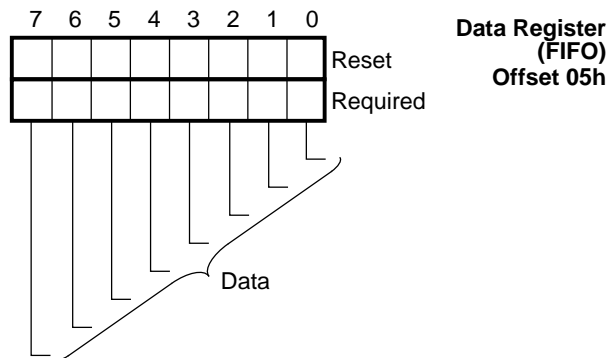 7 6 5 4 3 2 1 0
Data Register
(FIFO)
Offset 05h
Reset
Required
Data